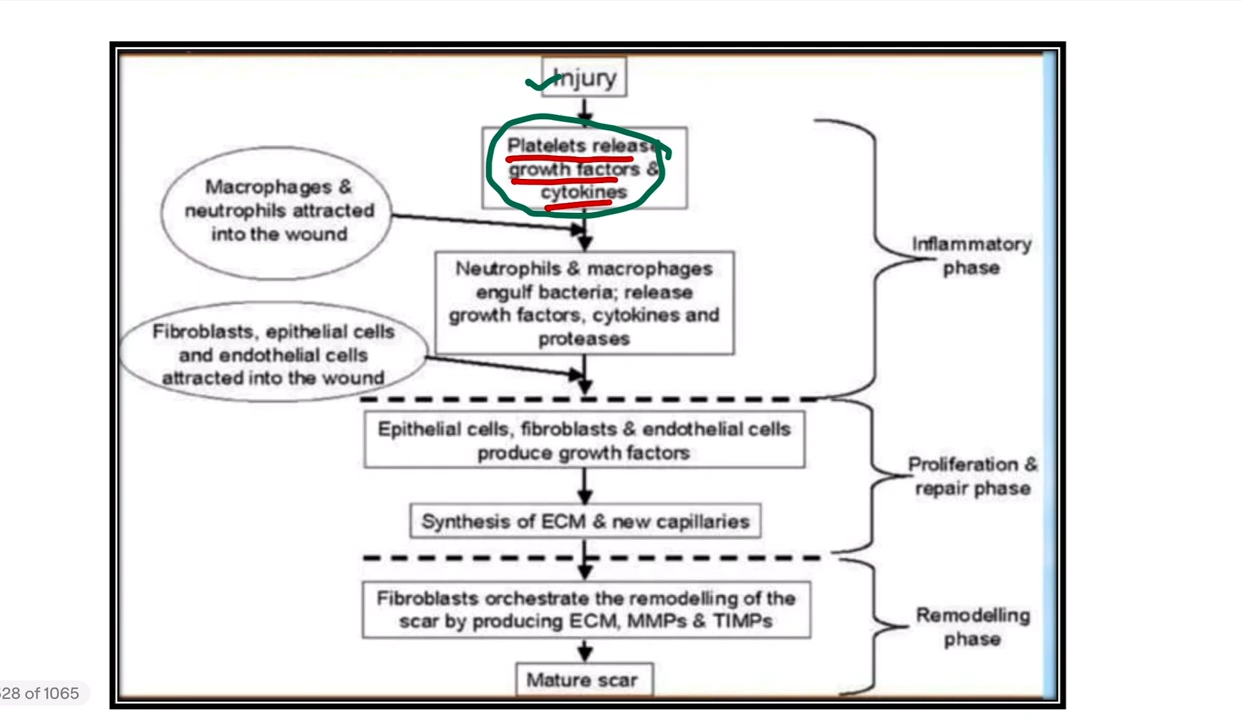 Injury
Platelets release
growth factors &
cytokines
Macrophages &
neutrophils attracted
into the wound
Neutrophils & macrophages
engulf bacteria; release
growth factors, cytokines and
proteases
Inflammatory
phase
Fibroblasts, epithelial cells
and endothelial cells
attracted into the wound
Epithelial cells, fibroblasts & endothelial cells
produce growth factors
Synthesis of ECM & new capillaries
Proliferation &
repair phase
Fibroblasts orchestrate the remodelling of the
scar by producing ECM, MMPs & TIMPs
Remodelling
phase
Mature scar
of 1065